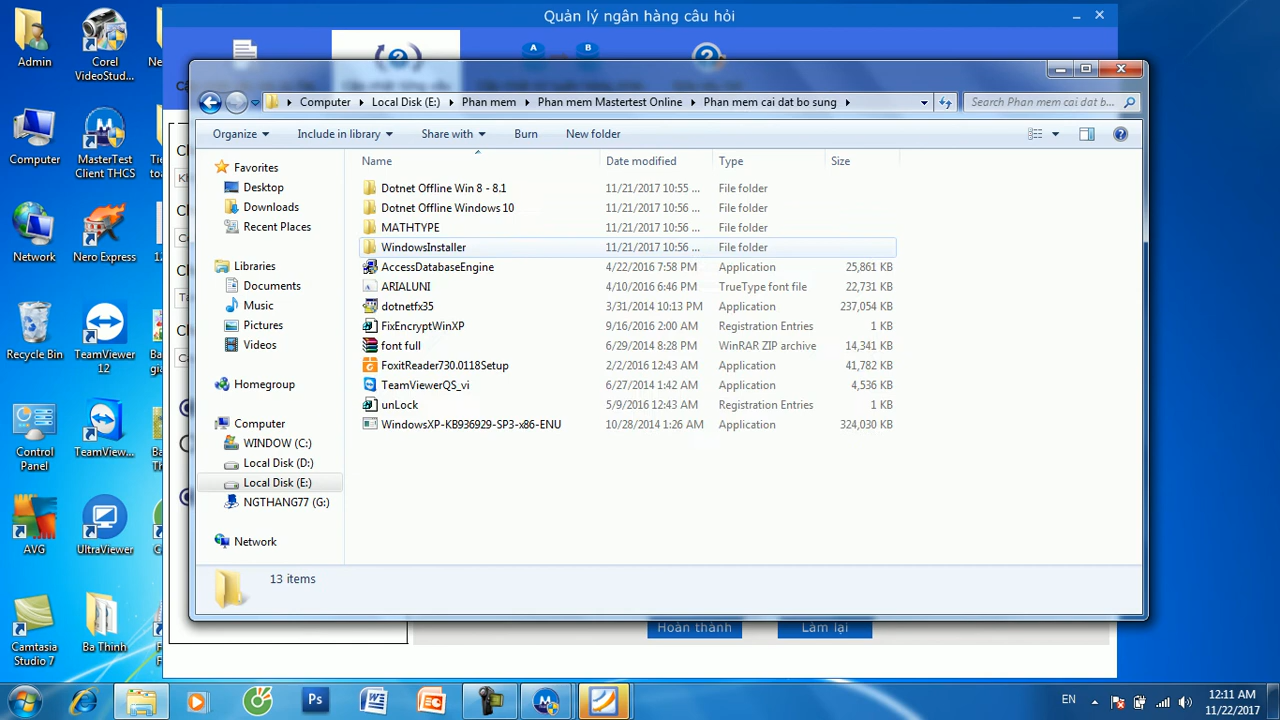 Quản lý ngân hàng câu hỏi
Admin
Corel
VideoStud...
Computer
MasterTest
Client THCS
Network
Nero Express
Recycle Bin
TeamViewer
12
Control
Panel
TeamView...
AVG
UltraViewer
Camtasia
Studio 7
Ba Thinh
A
B
Computer
Local Disk (E:)
Phan mem
Phan mem Mastertest Online
Phan mem cai dat bo sung
Search Phan mem cai dat b...
Organize
Include in library
Share with
Burn
New folder
Favorites
Desktop
Downloads
Recent Places
Libraries
Documents
Music
Pictures
Videos
Homegroup
Computer
WINDOW (C:)
Local Disk (D:)
Local Disk (E:)
NGTHANG77 (G:)
Network
Name Date modified Type Size
Dotnet Offline Win 8 - 8.1 11/21/2017 10:55 ... File folder
Dotnet Offline Windows 10 11/21/2017 10:56 ... File folder
MATHTYPE 11/21/2017 10:56 ... File folder
WindowsInstaller 11/21/2017 10:56 ... File folder
AccessDatabaseEngine 4/22/2016 7:58 PM Application 25,861 KB
ARIALUNI 4/10/2016 6:46 PM TrueType font file 22,731 KB
dotnetfx35 3/31/2014 10:13 PM Application 237,054 KB
FixEncryptWinXP 9/16/2016 2:00 AM Registration Entries 1 KB
font full 6/29/2014 8:28 PM WinRAR ZIP archive 14,341 KB
FoxitReader730.0118Setup 2/2/2016 12:43 AM Application 41,782 KB
TeamViewerQS_vi 6/27/2014 1:42 AM Application 4,536 KB
unLock 5/9/2016 12:43 AM Registration Entries 1 KB
WindowsXP-KB936929-SP3-x86-ENU 10/28/2014 1:26 AM Application 324,030 KB
13 items
Hoàn thành
Làm lại
Ps
EN
12:11 AM
11/22/2017